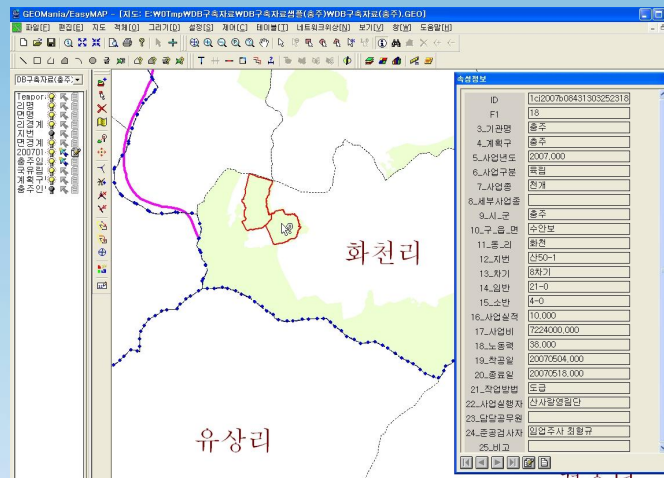 GEOMania/EasyMAP - [지도: E:₩0Tmp₩DB구축자료₩DB구축자료샘플(충주)₩DB구축자료(충주).GEO]
파일[F] 편집[E] 지도 객체[O] 그리기[D] 설정[S] 제어[C] 테이블[T] 네트워크위상[N] 보기[V] 창[W] 도움말[H]
DB구축자료(충주)
Tempor
리명
면명
리경계
지번
면경계
200701
충주일
국유림
계획구
충주인
화천리
유상리
속성정보
ID 1ci2007b08431303252318
F1 18
3_기관명 충주
4_계획구 충주
5_사업년도 2007,000
6_사업구분 육림
7_사업종 천개
8_세부사업종
9_시_군 충주
10_구_읍_면 수안보
11_동_리 화천
12_지번 산50-1
13_차기 8차기
14_임반 21-0
15_소반 4-0
16_사업실적 10,000
17_사업비 7224000,000
18_노동력 38,000
19_착공일 20070504,000
20_종료일 20070518,000
21_작업방법 도급
22_사업실행자 산사랑영림단
23_담당공무원
24_준공검사자 임업주사 최형규
25_비고